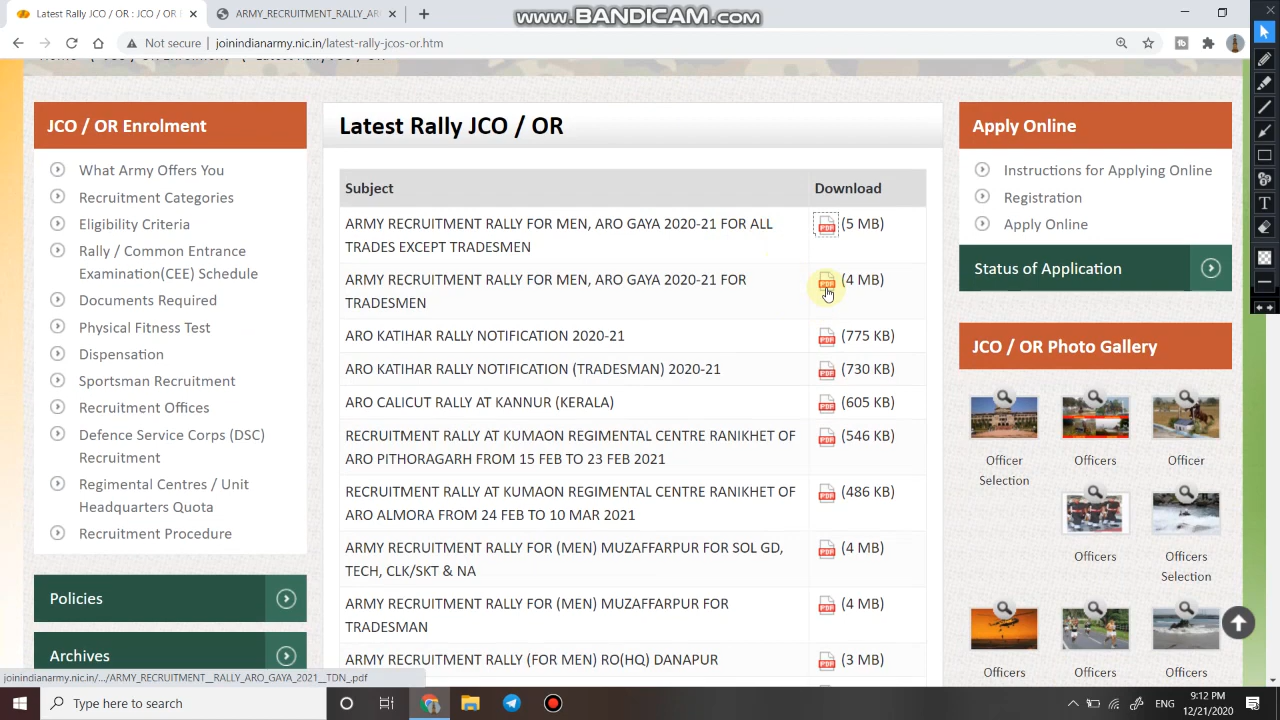 Latest Rally JCO / OR : JCO / OR
ARMY_RECRUITMENT_RALLY_AR
www.BANDICAM.com
Not secure | joinindianarmy.nic.in/latest-rally-jcos-or.htm
JCO / OR Enrolment
What Army Offers You
Recruitment Categories
Eligibility Criteria
Rally / Common Entrance
Examination(CEE) Schedule
Documents Required
Physical Fitness Test
Dispensation
Sportsman Recruitment
Recruitment Offices
Defence Service Corps (DSC)
Recruitment
Regimental Centres / Unit
Headquarters Quota
Recruitment Procedure
Policies
Archives
Latest Rally JCO / OR
Subject Download
ARMY RECRUITMENT RALLY FOR MEN, ARO GAYA 2020-21 FOR ALL
TRADES EXCEPT TRADESMEN
PDF (5 MB)
ARMY RECRUITMENT RALLY FOR MEN, ARO GAYA 2020-21 FOR
TRADESMEN
PDF (4 MB)
ARO KATIHAR RALLY NOTIFICATION 2020-21 PDF (775 KB)
ARO KATIHAR RALLY NOTIFICATION (TRADESMAN) 2020-21 PDF (730 KB)
ARO CALICUT RALLY AT KANNUR (KERALA) PDF (605 KB)
RECRUITMENT RALLY AT KUMAON REGIMENTAL CENTRE RANIKHET OF
ARO PITHORAGARH FROM 15 FEB TO 23 FEB 2021
PDF (546 KB)
RECRUITMENT RALLY AT KUMAON REGIMENTAL CENTRE RANIKHET OF
ARO ALMORA FROM 24 FEB TO 10 MAR 2021
PDF (486 KB)
ARMY RECRUITMENT RALLY FOR (MEN) MUZAFFARPUR FOR SOL GD,
TECH, CLK/SKT & NA
PDF (4 MB)
ARMY RECRUITMENT RALLY FOR (MEN) MUZAFFARPUR FOR
TRADESMAN
PDF (4 MB)
ARMY RECRUITMENT RALLY (FOR MEN) RO(HQ) DANAPUR PDF (3 MB)
Apply Online
Instructions for Applying Online
Registration
Apply Online
Status of Application
JCO / OR Photo Gallery
Officer
Selection
Officers
Officer
Officers
Officers
Selection
Officers
Officers
Officers
joinindianarmy.nic.in/.../ARMY_RECRUITMENT__RALLY_ARO_GAYA_2021__TDN_.pdf
Type here to search
ENG
9:12 PM
12/21/2020